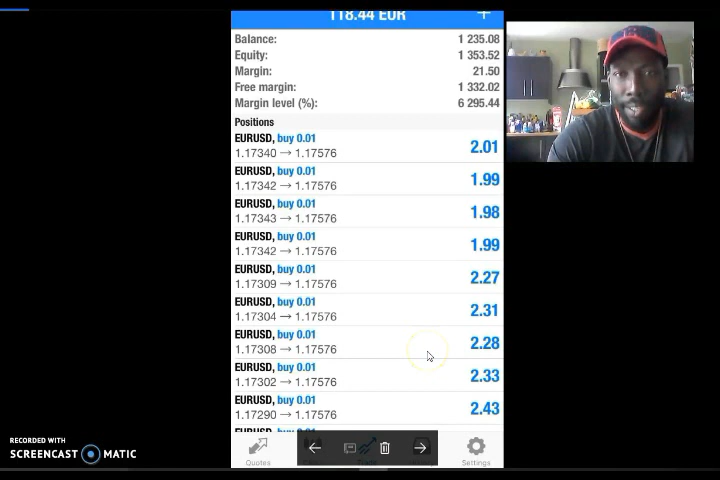 118.44 EUR
Balance: 1 235.08
Equity: 1 353.52
Margin: 21.50
Free margin: 1 332.02
Margin level (%): 6 295.44
Positions
EURUSD, buy 0.01
1.17340 → 1.17576 2.01
EURUSD, buy 0.01
1.17342 → 1.17576 1.99
EURUSD, buy 0.01
1.17343 → 1.17576 1.98
EURUSD, buy 0.01
1.17342 → 1.17576 1.99
EURUSD, buy 0.01
1.17309 → 1.17576 2.27
EURUSD, buy 0.01
1.17304 → 1.17576 2.31
EURUSD, buy 0.01
1.17308 → 1.17576 2.28
EURUSD, buy 0.01
1.17302 → 1.17576 2.33
EURUSD, buy 0.01
1.17290 → 1.17576 2.43
Quotes
Settings
RECORDED WITH
SCREENCAST MATIC